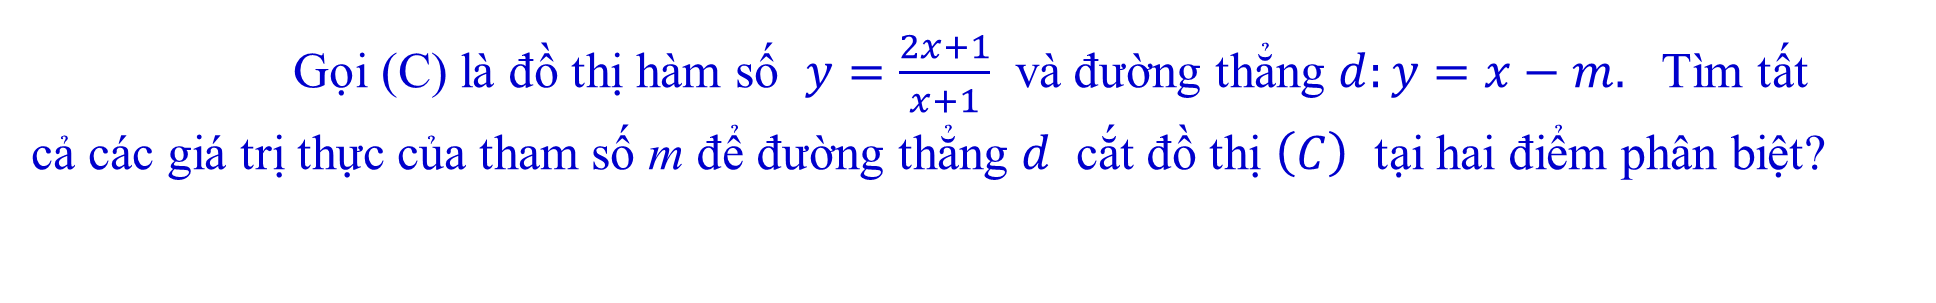 Gọi (C) là đồ thị hàm số y = \frac{2x+1}{x+1} và đường thẳng d: y = x − m. Tìm tất
cả các giá trị thực của tham số m để đường thẳng d cắt đồ thị (C) tại hai điểm phân biệt?